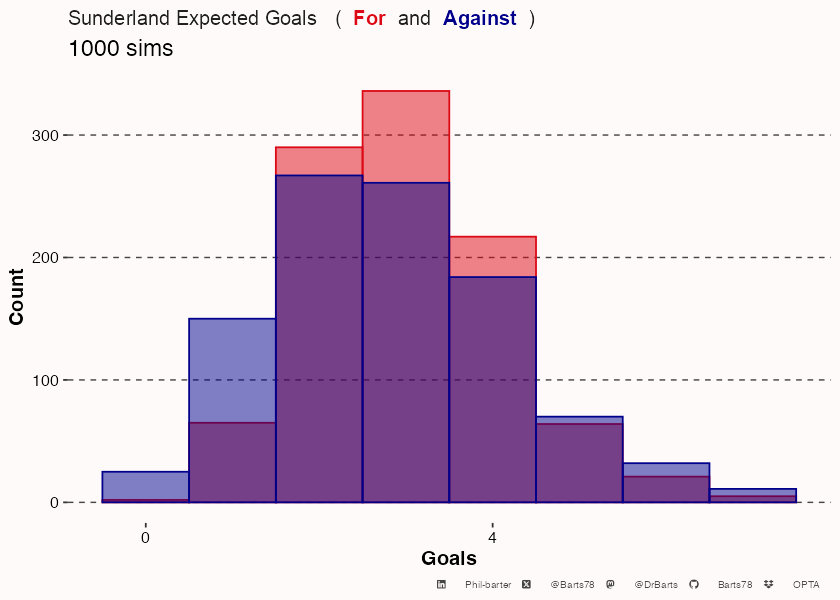 Sunderland Expected Goals ( For and Against )
1000 sims
300
200
100
0
Count
0 4
Goals
Phil-barter @Barts78 @DrBarts Barts78 OPTA